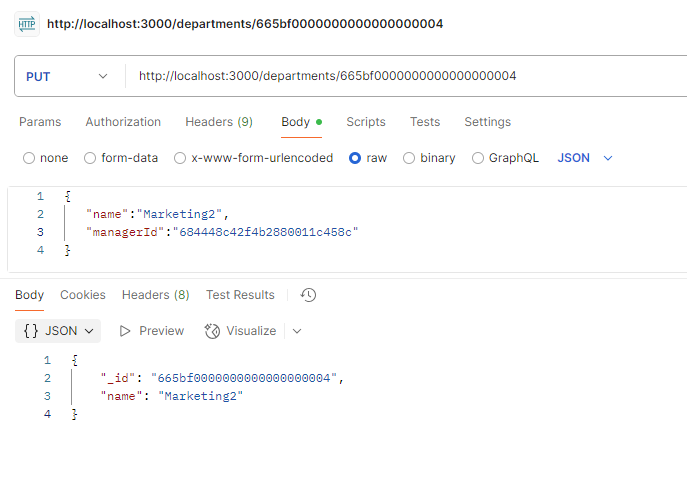 HTTP http://localhost:3000/departments/665bf0000000000000000004
PUT http://localhost:3000/departments/665bf0000000000000000004
Params Authorization Headers (9) Body Scripts Tests Settings
none form-data x-www-form-urlencoded raw binary GraphQL JSON
1 {
2 "name":"Marketing2",
3 "managerId":"684448c42f4b2880011c458c"
4 }
Body Cookies Headers (8) Test Results
{} JSON Preview Visualize
1 {
2 "_id": "665bf0000000000000000004",
3 "name": "Marketing2"
4 }